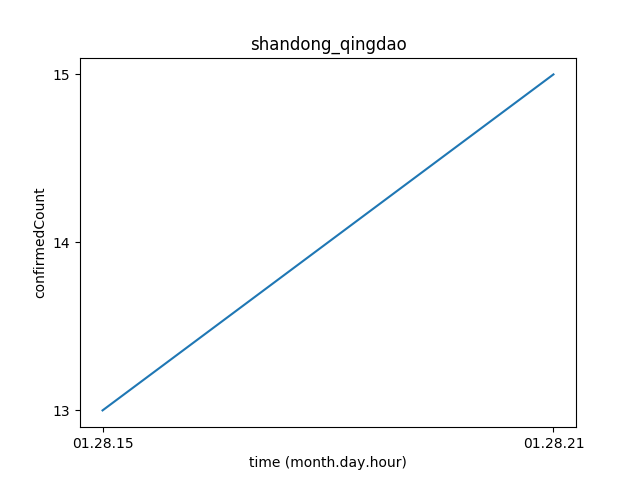 shandong_qingdao
15
14
13
confirmedCount
01.28.15
01.28.21
time (month.day.hour)